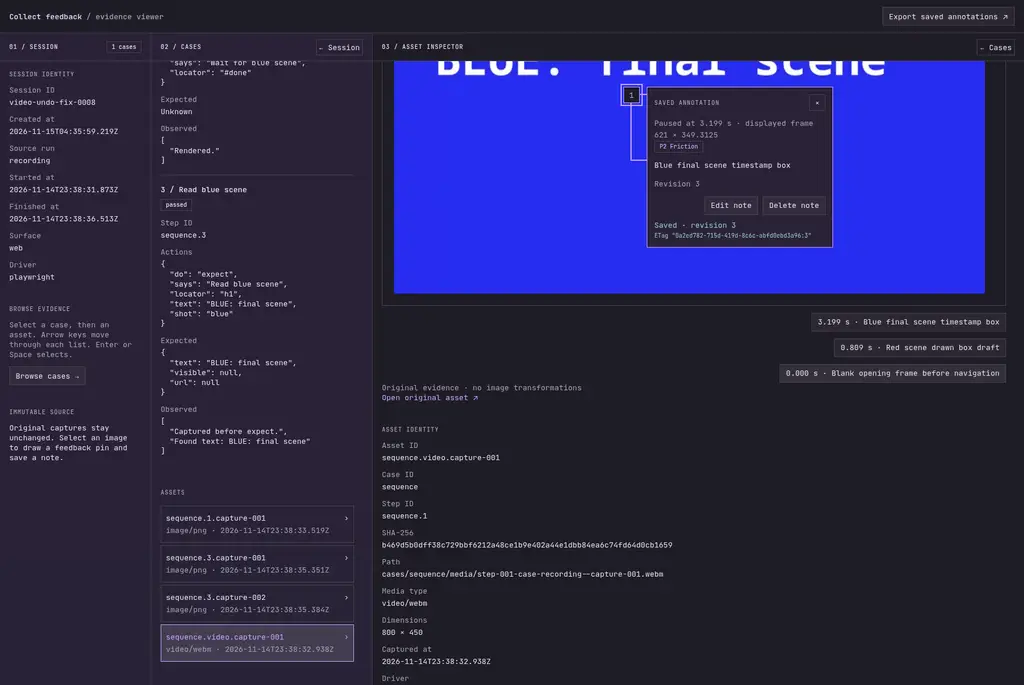 Collect feedback / evidence viewer
Export saved annotations ↗
01 / SESSION
1 cases
SESSION IDENTITY
Session ID
video-undo-fix-0008
Created at
2026-11-15T04:35:59.219Z
Source run
recording
Started at
2026-11-14T23:38:31.873Z
Finished at
2026-11-14T23:38:36.513Z
Surface
web
Driver
playwright
BROWSE EVIDENCE
Select a case, then an
asset. Arrow keys move
through each list. Enter or
Space selects.
Browse cases →
IMMUTABLE SOURCE
Original captures stay
unchanged. Select an image
to draw a feedback pin and
save a note.
02 / CASES
← Session
"says": "Wait for blue scene",
"locator": "#done"
}
Expected
Unknown
Observed
[
"Rendered."
]
3 / Read blue scene
passed
Step ID
sequence.3
Actions
{
"do": "expect",
"says": "Read blue scene",
"locator": "h1",
"text": "BLUE: final scene",
"shot": "blue"
}
Expected
{
"text": "BLUE: final scene",
"visible": null,
"url": null
}
Observed
[
"Captured before expect.",
"Found text: BLUE: final scene"
]
ASSETS
sequence.1.capture-001 ›
image/png · 2026-11-14T23:38:33.519Z
sequence.3.capture-001 ›
image/png · 2026-11-14T23:38:35.351Z
sequence.3.capture-002 ›
image/png · 2026-11-14T23:38:35.384Z
sequence.video.capture-001 ›
video/webm · 2026-11-14T23:38:32.938Z
03 / ASSET INSPECTOR
← Cases
BLUE: final scene
1
SAVED ANNOTATION
Paused at 3.199 s · displayed frame
621 × 349.3125
P2 Friction
Blue final scene timestamp box
Revision 3
Edit note
Delete note
Saved · revision 3
3.199 s · Blue final scene timestamp box
0.809 s · Red scene drawn box draft
0.000 s · Blank opening frame before navigation
Original evidence · no image transformations
Open original asset ↗
ASSET IDENTITY
Asset ID
sequence.video.capture-001
Case ID
sequence
Step ID
sequence.1
SHA-256
b469d5b0dff38c729bbf6212a48ce1b9e402a44e1dbb84ea6c74fd64d0cb1659
Path
cases/sequence/media/step-001-case-recording--capture-001.webm
Media type
video/webm
Dimensions
800 × 450
Captured at
2026-11-14T23:38:32.938Z
Driver